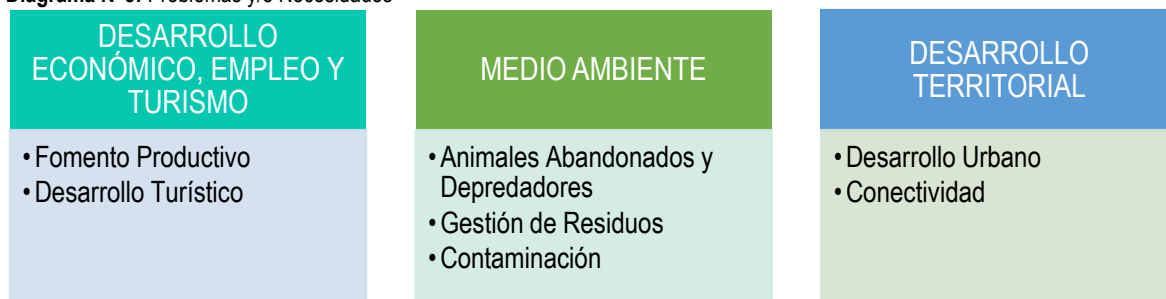 DESARROLLO
ECONÓMICO, EMPLEO Y
TURISMO
• Fomento Productivo
• Desarrollo Turístico
MEDIO AMBIENTE
• Animales Abandonados y
Depredadores
• Gestión de Residuos
• Contaminación
DESARROLLO
TERRITORIAL
• Desarrollo Urbano
• Conectividad